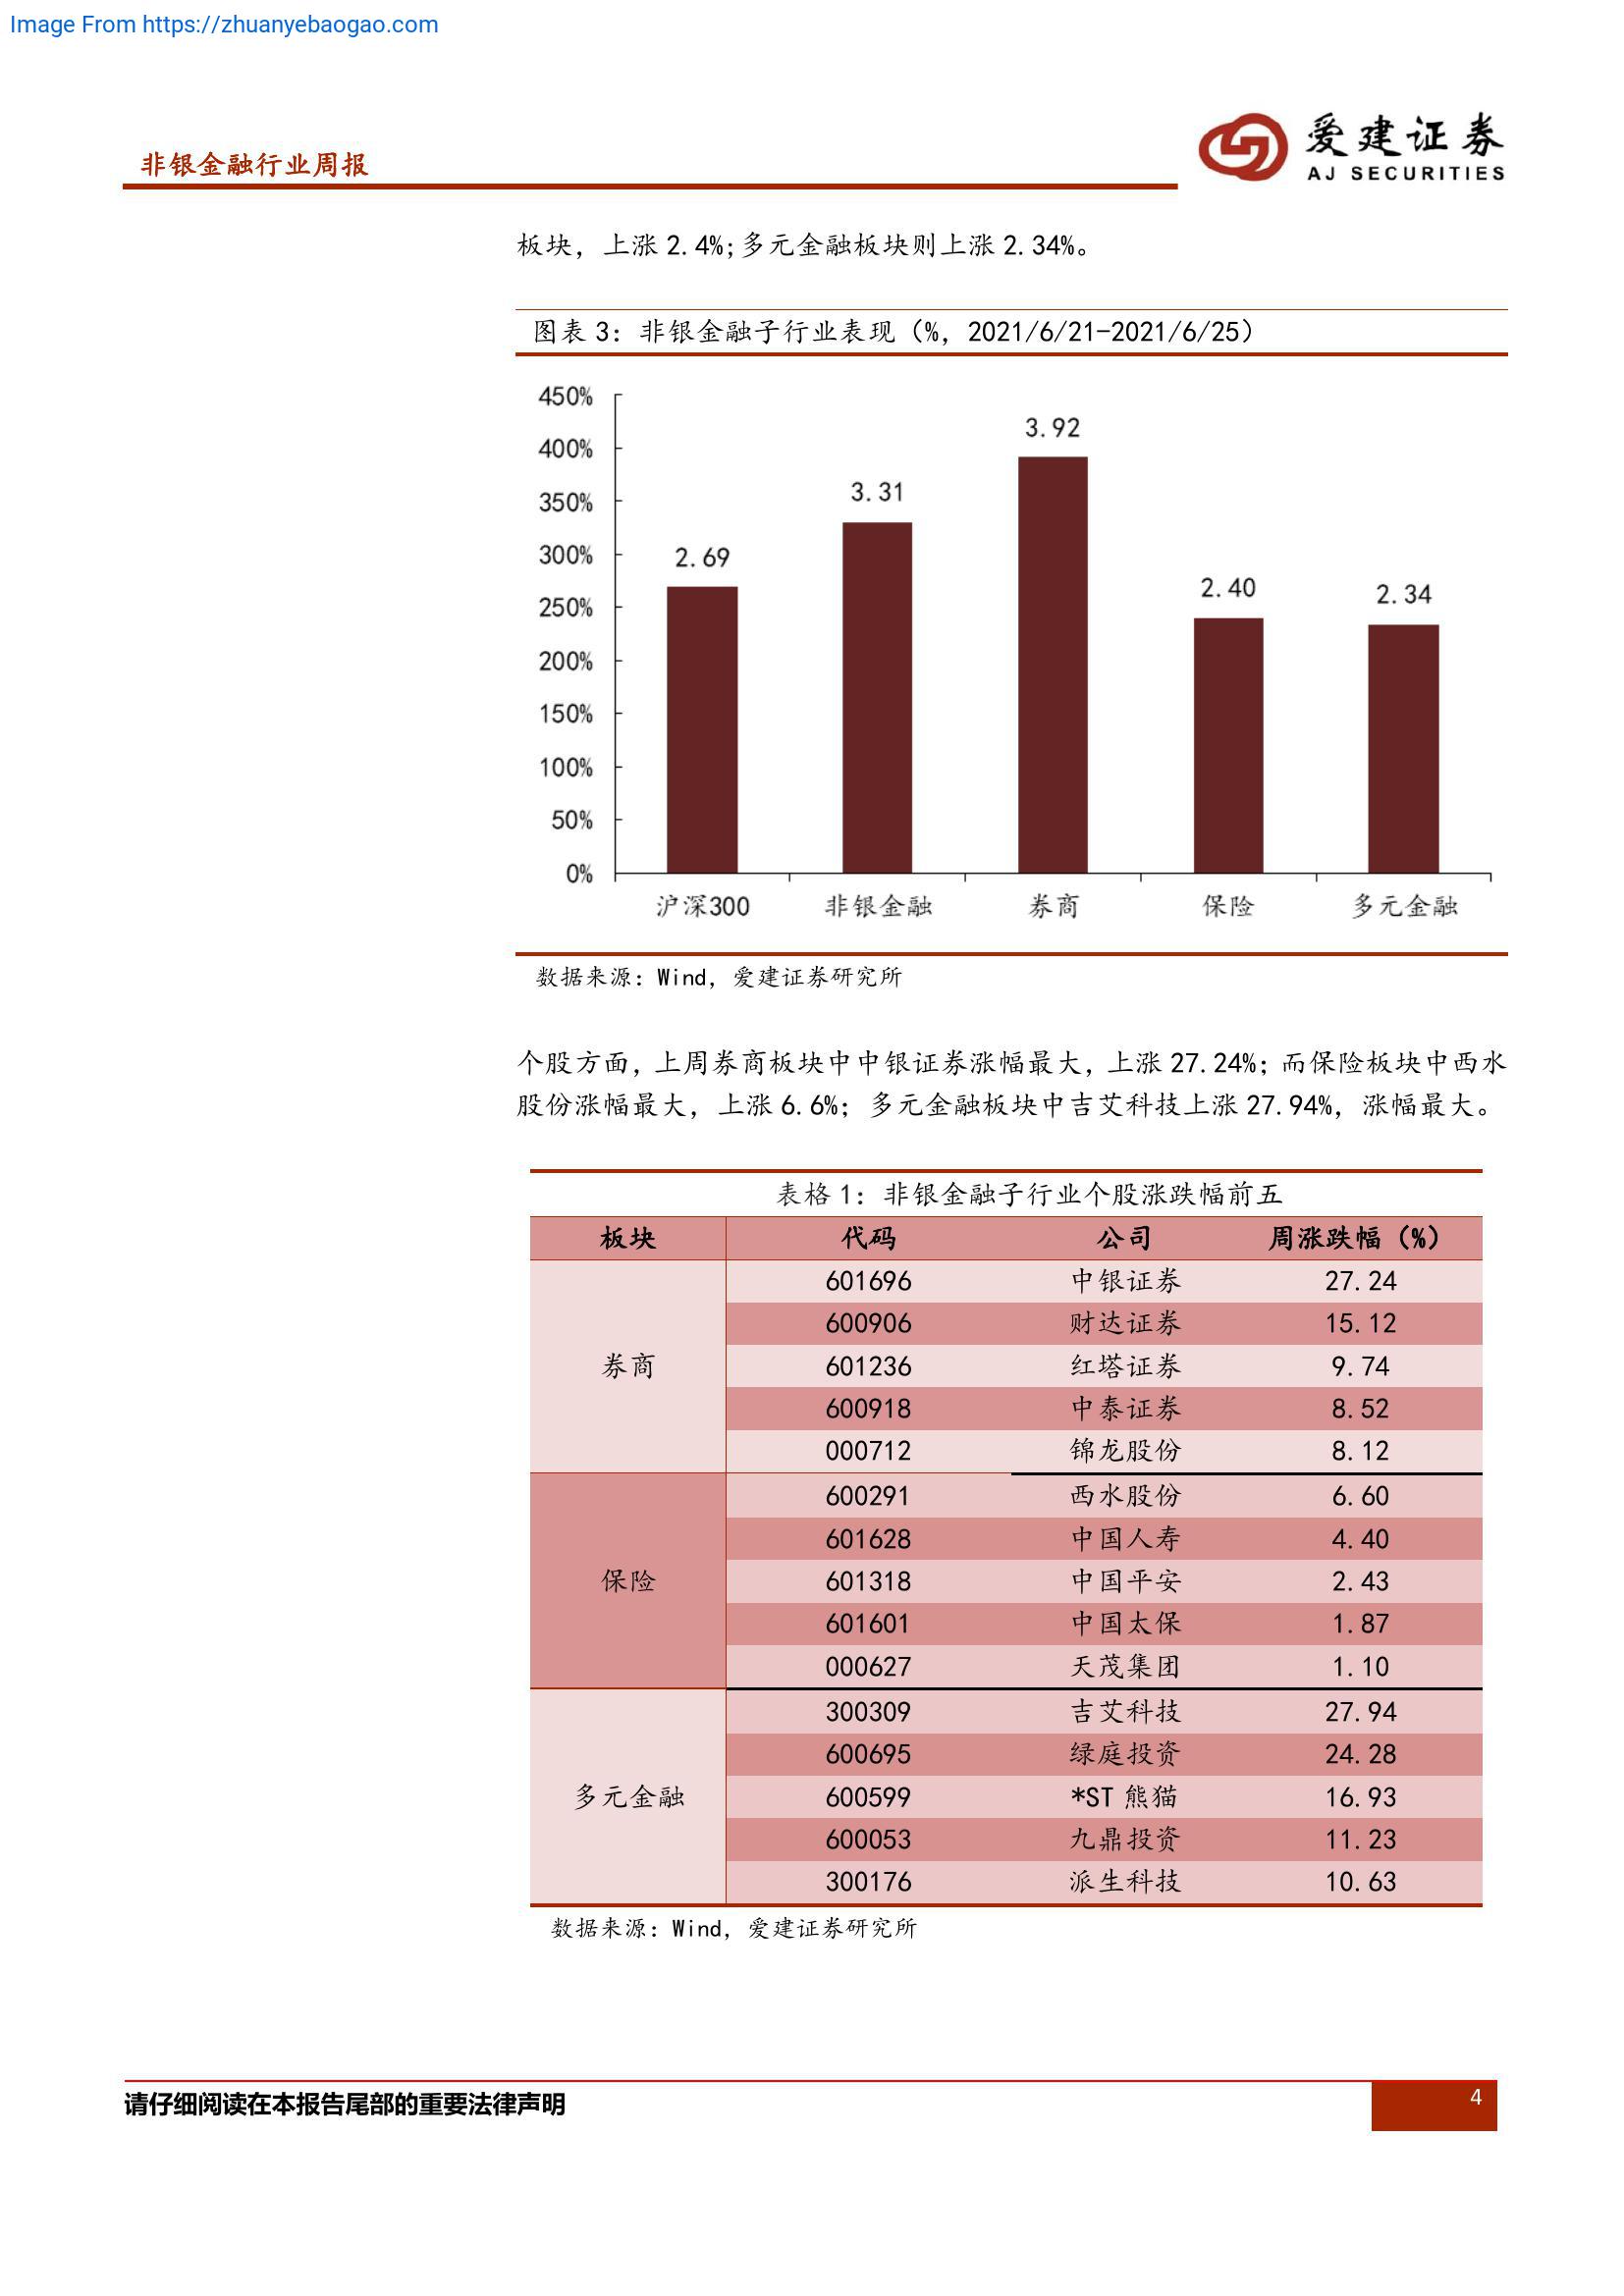 Image From https://zhuanyebaogao.com
非银金融行业周报
爱建证券
AJ SECURITIES
板块，上涨 2.4%;多元金融板块则上涨 2.34%。
图表 3：非银金融子行业表现（%，2021/6/21-2021/6/25）
450%
400%
350%
300%
250%
200%
150%
100%
50%
0%
2.69
3.31
3.92
2.40
2.34
沪深300 非银金融 券商 保险 多元金融
数据来源：Wind，爱建证券研究所
个股方面，上周券商板块中中银证券涨幅最大，上涨 27.24%；而保险板块中西水
股份涨幅最大，上涨 6.6%；多元金融板块中吉艾科技上涨 27.94%，涨幅最大。
表格 1：非银金融子行业个股涨跌幅前五
板块 代码 公司 周涨跌幅（%）
券商
601696 中银证券 27.24
600906 财达证券 15.12
601236 红塔证券 9.74
600918 中泰证券 8.52
000712 锦龙股份 8.12
保险
600291 西水股份 6.60
601628 中国人寿 4.40
601318 中国平安 2.43
601601 中国太保 1.87
000627 天茂集团 1.10
多元金融
300309 吉艾科技 27.94
600695 绿庭投资 24.28
600599 *ST 熊猫 16.93
600053 九鼎投资 11.23
300176 派生科技 10.63
数据来源：Wind，爱建证券研究所
请仔细阅读在本报告尾部的重要法律声明
4